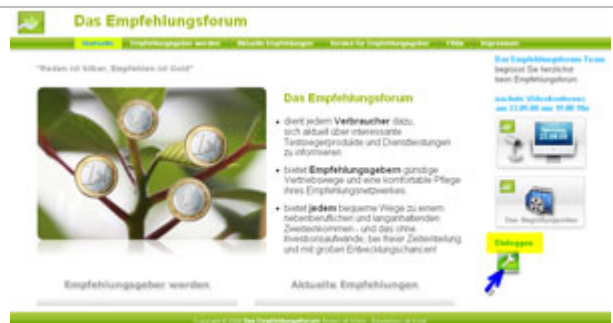 Das Empfehlungsforum
Startseite Empfehlungsgeber werden Aktuelle Empfehlungen Service für Empfehlungsgeber FAQs Impressum
"Reden ist Silber, Empfehlen ist Gold"
Das Empfehlungsforum
dient jedem Verbraucher dazu,
sich aktuell über interessante
Testsiegerprodukte und Dienstleistungen
zu informieren
bietet Empfehlungsgebern günstige
Vertriebswege und eine komfortable Pflege
ihres Empfehlungsnetzwerkes
bietet jedem bequeme Wege zu einem
nebenberuflichen und langanhaltenden
Zweiteinkommen - und das ohne
Investitionsaufwände, bei freier Zeiteinteilung
und mit großen Entwicklungschancen!
Das Empfehlungsforum-Team
begrüsst Sie herzlichst
beim Empfehlungsforum
nächste Videokonferenz
Einloggen
Empfehlungsgeber werden
Aktuelle Empfehlungen